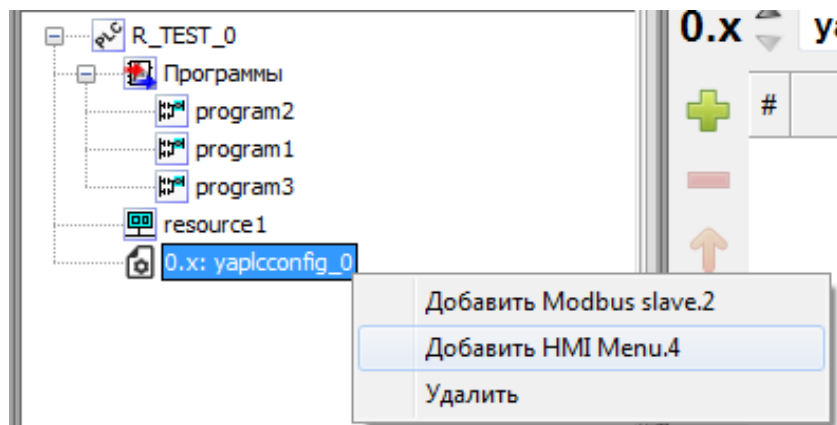 R_TEST_0
Программы
program2
program1
program3
resource1
0.x: yaplcconfig_0
Добавить Modbus slave.2
Добавить HMI Menu.4
Удалить
0.x
#